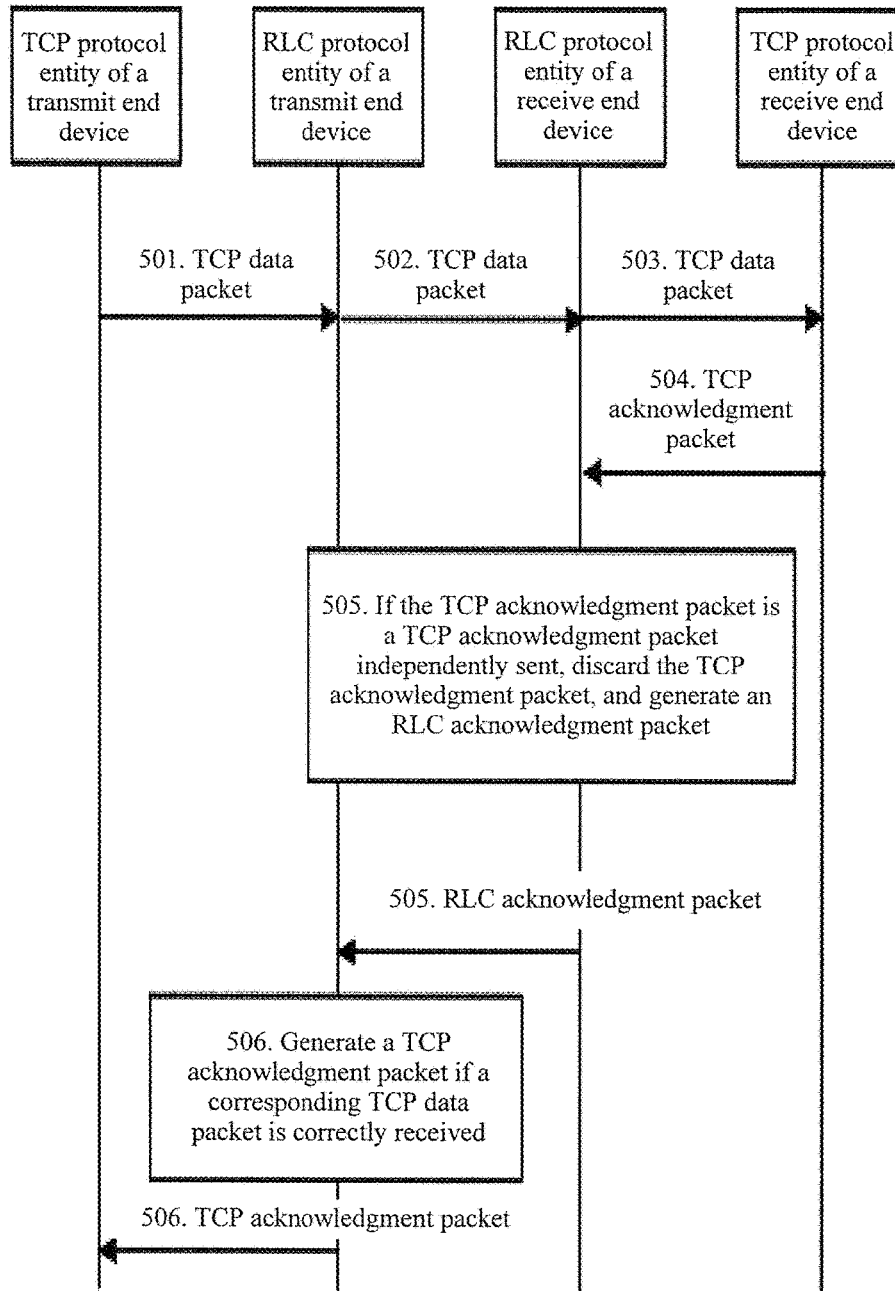 TCP protocol
entity of a
transmit end
device
RLC protocol
entity of a
transmit end
device
RLC protocol
entity of a
receive end
device
TCP protocol
entity of a
receive end
device
501. TCP data
packet
502. TCP data
packet
503. TCP data
packet
504. TCP
acknowledgment
packet
505. If the TCP acknowledgment packet is
a TCP acknowledgment packet
independently sent, discard the TCP
acknowledgment packet, and generate an
RLC acknowledgment packet
505. RLC acknowledgment packet
506. Generate a TCP
acknowledgment packet if a
corresponding TCP data
packet is correctly received
506. TCP acknowledgment packet